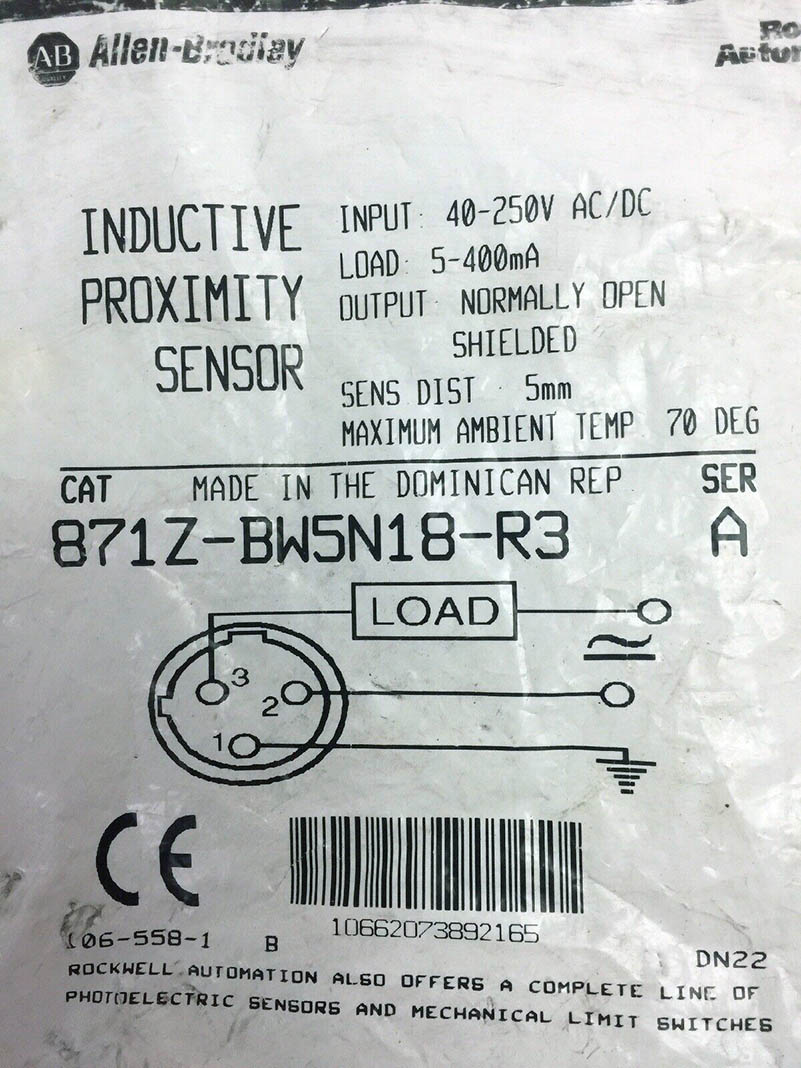 AB
QUALITY
Allen-Bradley
Ro
Autom
INDUCTIVE
PROXIMITY
SENSOR
INPUT: 40-250V AC/DC
LOAD: 5-400mA
OUTPUT: NORMALLY OPEN
SHIELDED
SENS DIST : 5mm
MAXIMUM AMBIENT TEMP 70 DEG
CAT MADE IN THE DOMINICAN REP SER
871Z-BW5N18-R3 A
LOAD
3
2
1
CE
10662073892165
106-558-1 B
DN22
ROCKWELL AUTOMATION ALSO OFFERS A COMPLETE LINE OF
PHOTOELECTRIC SENSORS AND MECHANICAL LIMIT SWITCHES